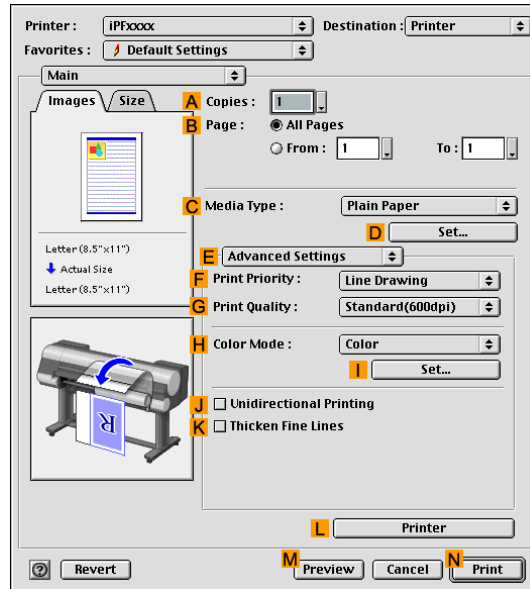 Printer : iPFxxxx Destination : Printer
Favorites : Default Settings
Main
Images Size
A Copies : 1
B Page : All Pages
From : 1 To : 1
C Media Type : Plain Paper
D Set...
Letter (8.5"x11")
Actual Size
Letter (8.5"x11")
E Advanced Settings
F Print Priority : Line Drawing
G Print Quality : Standard(600dpi)
H Color Mode : Color
I Set...
R
J Unidirectional Printing
K Thicken Fine Lines
L Printer
? Revert M Preview Cancel N Print